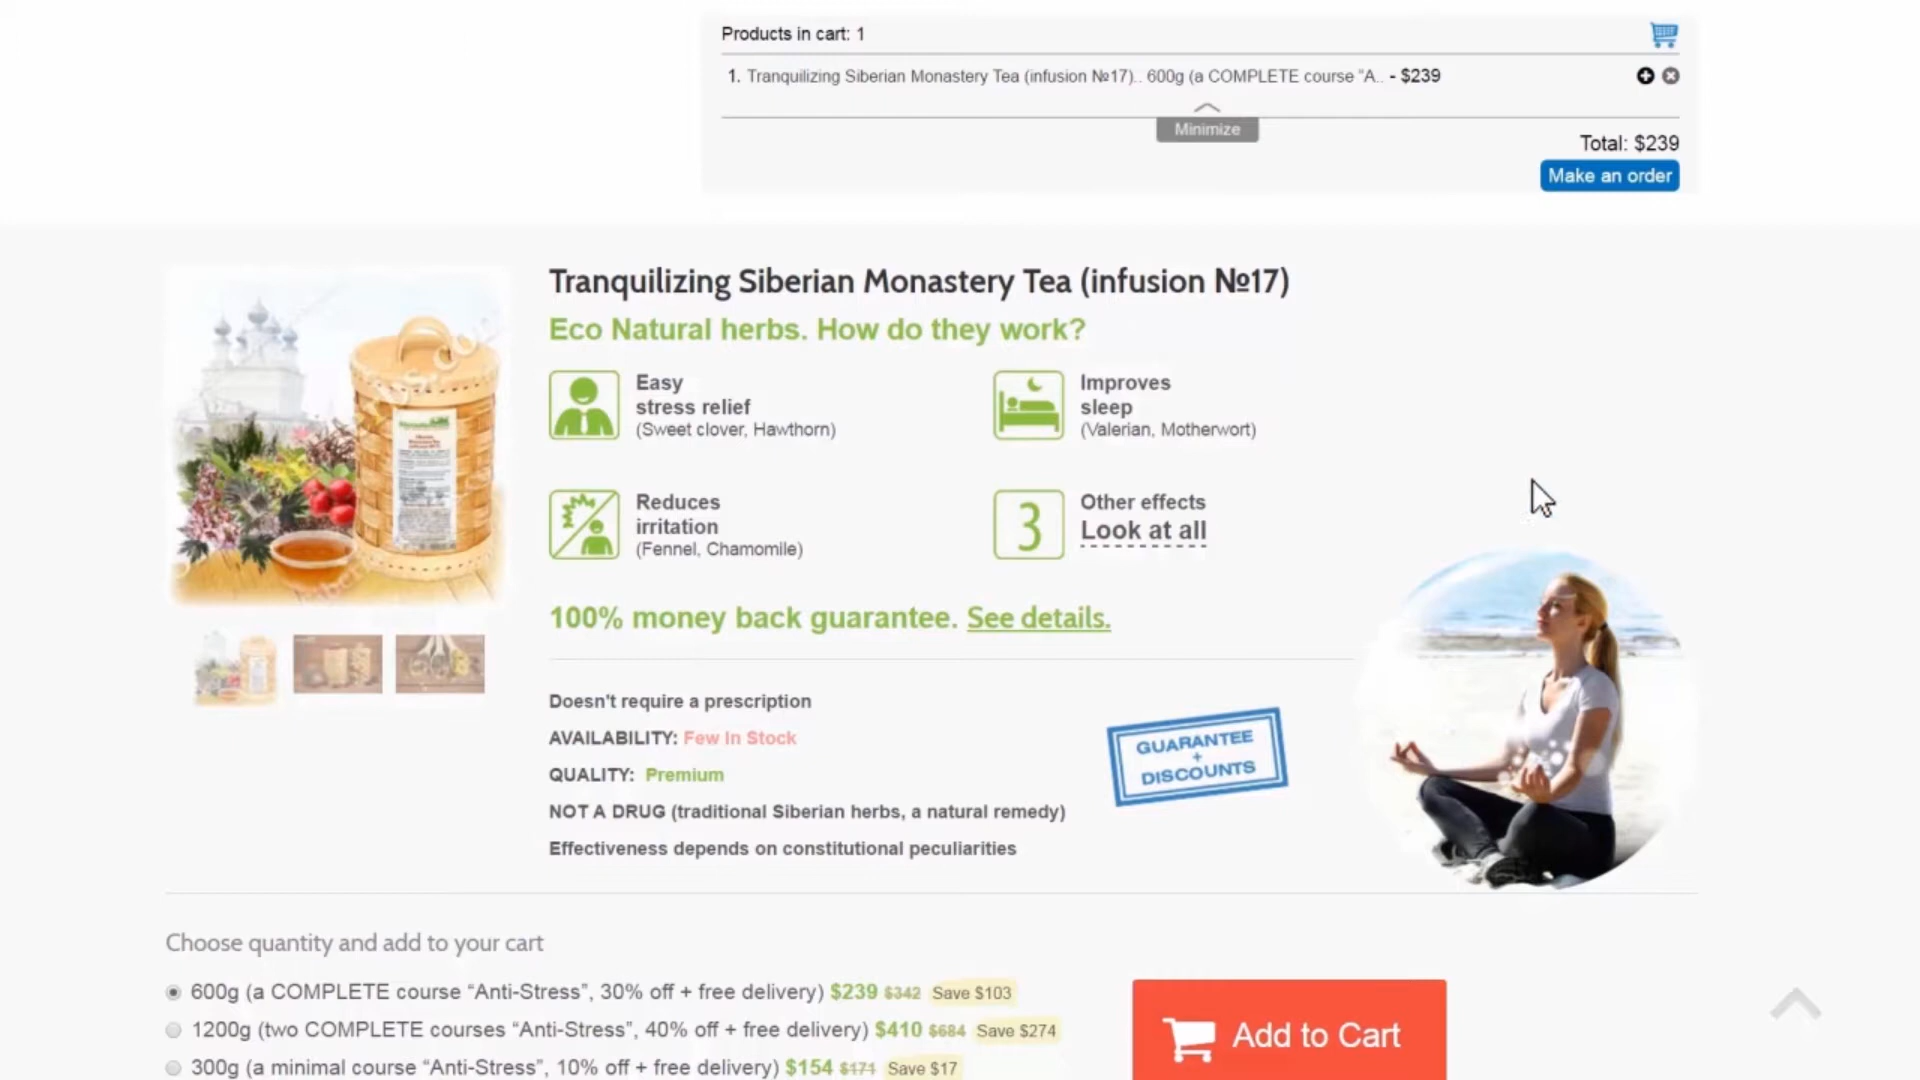 Products in cart: 1
1. Tranquilizing Siberian Monastery Tea (infusion №17).. 600g (a COMPLETE course "A.. - $239
Minimize
Total: $239
Make an order
Tranquilizing Siberian Monastery Tea (infusion №17)
Eco Natural herbs. How do they work?
Easy
stress relief
(Sweet clover, Hawthorn)
Improves
sleep
(Valerian, Motherwort)
Reduces
irritation
(Fennel, Chamomile)
3
Other effects
Look at all
100% money back guarantee. See details.
Doesn't require a prescription
AVAILABILITY: Few In Stock
QUALITY: Premium
NOT A DRUG (traditional Siberian herbs, a natural remedy)
Effectiveness depends on constitutional peculiarities
GUARANTEE
+
DISCOUNTS
Choose quantity and add to your cart
600g (a COMPLETE course “Anti-Stress”, 30% off + free delivery) $239 $342 Save $103
1200g (two COMPLETE courses “Anti-Stress”, 40% off + free delivery) $410 $684 Save $274
300g (a minimal course “Anti-Stress”, 10% off + free delivery) $154 $171 Save $17
Add to Cart